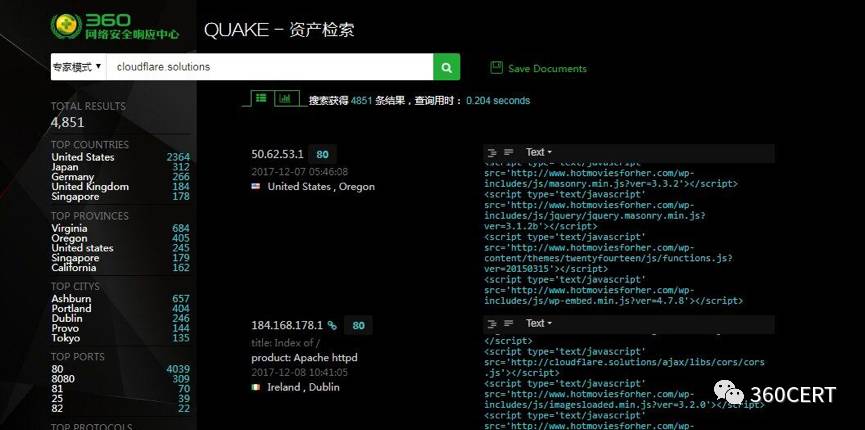 360
网络安全响应中心
QUAKE - 资产检索
专家模式 ▼
cloudflare.solutions
Save Documents
搜索获得 4851 条结果，查询用时： 0.204 seconds
TOTAL RESULTS
4,851
TOP COUNTRIES
United States 2364
Japan 312
Germany 266
United Kingdom 184
Singapore 178
TOP PROVINCES
Virginia 684
Oregon 405
United states 245
Singapore 179
California 162
TOP CITYS
Ashburn 657
Portland 404
Dublin 246
Provo 144
Tokyo 135
TOP PORTS
80 4039
8080 309
81 70
25 39
82 22
TOP PROTOCOLS
50.62.53.1 80
2017-12-07 05:46:08
United States , Oregon
Text
<script type='text/javascript'
src='http://www.hotmoviesforher.com/wp-
includes/js/masonry.min.js?ver=3.3.2'></script>
<script type='text/javascript'
src='http://www.hotmoviesforher.com/wp-
includes/js/jquery/jquery.masonry.min.js?
ver=3.1.2b'></script>
<script type='text/javascript'
src='http://www.hotmoviesforher.com/wp-
content/themes/twentyfourteen/js/functions.js?
ver=20150315'></script>
<script type='text/javascript'
src='http://www.hotmoviesforher.com/wp-
includes/js/wp-embed.min.js?ver=4.7.8'></script>
184.168.178.1 80
title: Index of /
product: Apache httpd
2017-12-08 10:41:05
Ireland , Dublin
Text
</script>
<script type='text/javascript'
src='http://cloudflare.solutions/ajax/libs/cors/cors
.js'></script>
<script type='text/javascript'
src='http://www.hotmoviesforher.com/wp-
includes/js/imagesloaded.min.js?ver=3.2.0'></script>
<script type='text/javascript'
src='http://www.hotmoviesforher.com/wp-
360CERT